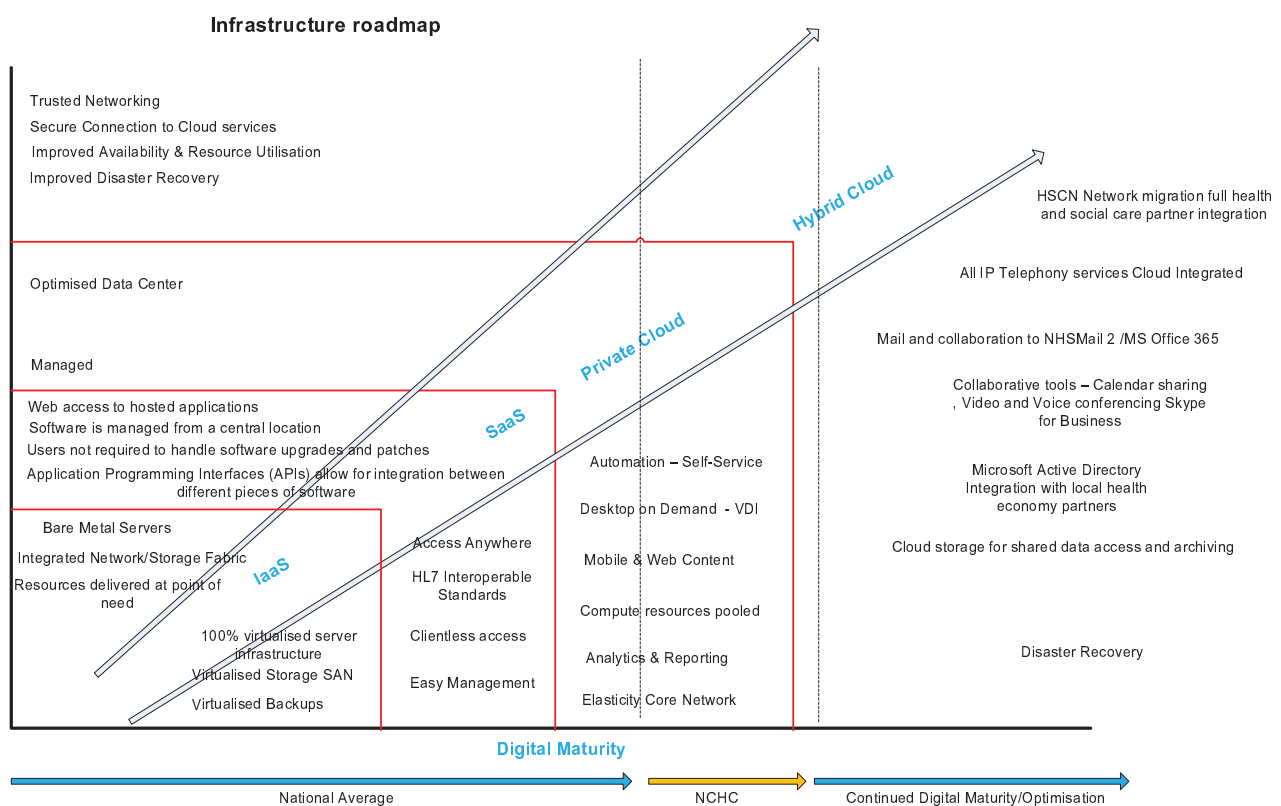 Infrastructure roadmap
Trusted Networking
Secure Connection to Cloud services
Improved Availability & Resource Utilisation
Improved Disaster Recovery
Hybrid Cloud
HSCN Network migration full health
and social care partner integration
Optimised Data Center
All IP Telephony services Cloud Integrated
Managed
Private Cloud
Mail and collaboration to NHSMail 2 /MS Office 365
Collaborative tools – Calendar sharing
, Video and Voice conferencing Skype
for Business
Web access to hosted applications
Software is managed from a central location
Users not required to handle software upgrades and patches
Application Programming Interfaces (APIs) allow for integration between
different pieces of software
SaaS
Automation – Self-Service
Desktop on Demand - VDI
Mobile & Web Content
Compute resources pooled
Analytics & Reporting
Elasticity Core Network
Microsoft Active Directory
Integration with local health
economy partners
Cloud storage for shared data access and archiving
Disaster Recovery
Bare Metal Servers
Integrated Network/Storage Fabric
Resources delivered at point of
need
IaaS
100% virtualised server
infrastructure
Virtualised Storage SAN
Virtualised Backups
Access Anywhere
HL7 Interoperable
Standards
Clientless access
Easy Management
Digital Maturity
National Average
NCHC
Continued Digital Maturity/Optimisation